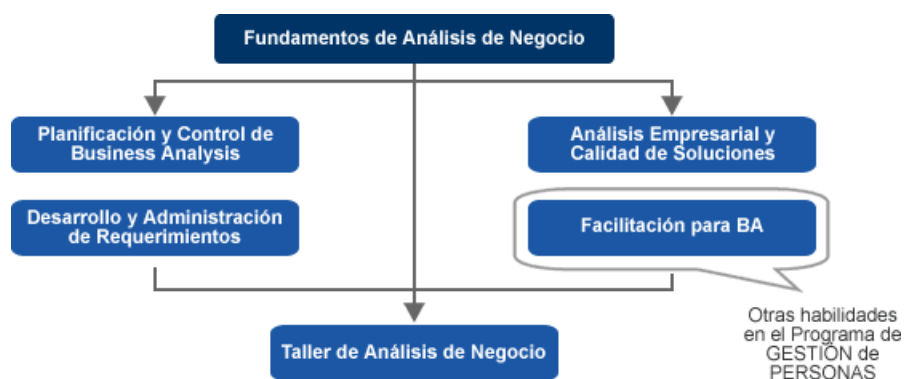 Fundamentos de Análisis de Negocio
Planificación y Control de
Business Analysis
Análisis Empresarial y
Calidad de Soluciones
Desarrollo y Administración
de Requerimientos
Facilitación para BA
Taller de Análisis de Negocio
Otras habilidades
en el Programa de
GESTIÓN de
PERSONAS